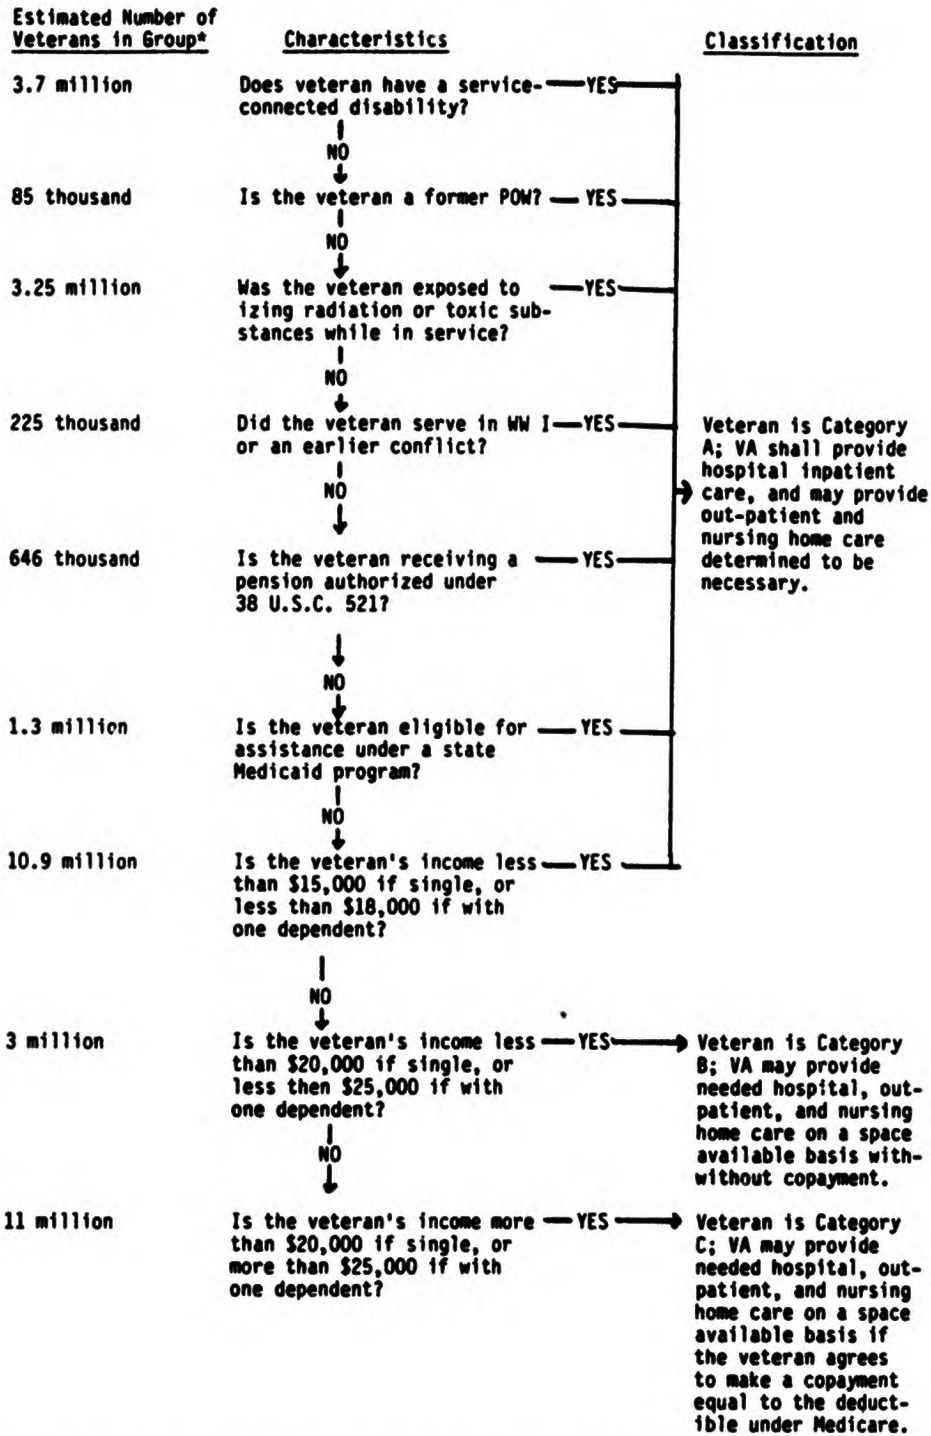 Estimated Number of
Veterans in Group* Characteristics Classification
3.7 million Does veteran have a service- YES
connected disability?
NO
85 thousand Is the veteran a former POW? YES
NO
3.25 million Was the veteran exposed to YES
izing radiation or toxic sub-
stances while in service?
NO
225 thousand Did the veteran serve in WW I YES
or an earlier conflict?
NO
Veteran is Category
A; VA shall provide
hospital inpatient
care, and may provide
out-patient and
nursing home care
determined to be
necessary.
646 thousand Is the veteran receiving a YES
pension authorized under
38 U.S.C. 521?
NO
1.3 million Is the veteran eligible for YES
assistance under a state
Medicaid program?
NO
10.9 million Is the veteran's income less YES
than $15,000 if single, or
less than $18,000 if with
one dependent?
NO
3 million Is the veteran's income less YES
than $20,000 if single, or
less then $25,000 if with
one dependent?
NO
Veteran is Category
B; VA may provide
needed hospital, out-
patient, and nursing
home care on a space
available basis with-
without copayment.
11 million Is the veteran's income more YES
than $20,000 if single, or
more than $25,000 if with
one dependent?
Veteran is Category
C; VA may provide
needed hospital, out-
patient, and nursing
home care on a space
available basis if
the veteran agrees
to make a copayment
equal to the deduct-
ible under Medicare.